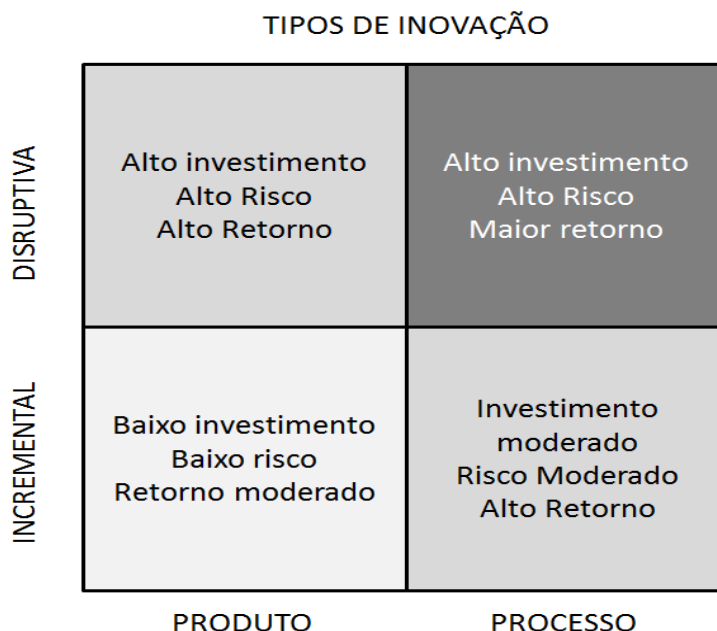 TIPOS DE INOVAÇÃO
DISRUPTIVA
Alto investimento
Alto Risco
Alto Retorno
Alto investimento
Alto Risco
Maior retorno
INCREMENTAL
Baixo investimento
Baixo risco
Retorno moderado
Investimento
moderado
Risco Moderado
Alto Retorno
PRODUTO
PROCESSO